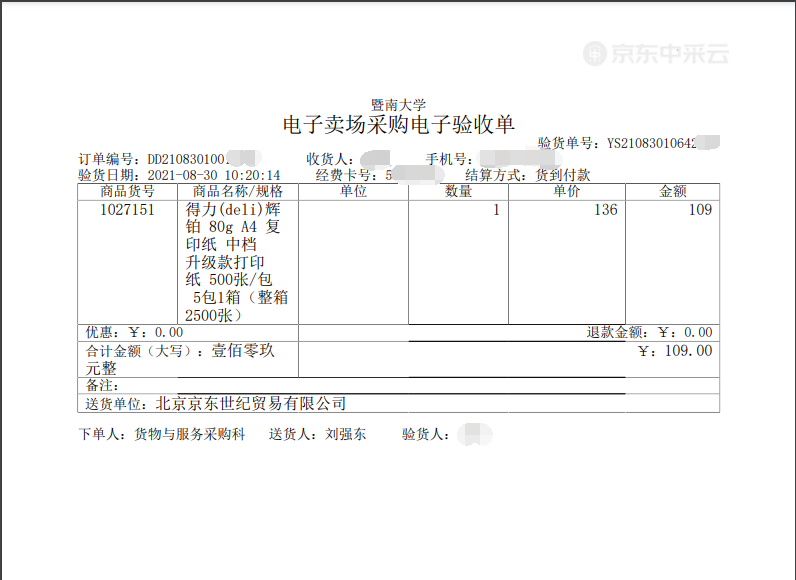 京东中采云
暨南大学
电子卖场采购电子验收单
验货单号：YS21083010642
订单编号：DD210830100 收货人： 手机号：
验货日期：2021-08-30 10:20:14 经费卡号：5 结算方式：货到付款
商品货号 商品名称/规格 单位 数量 单价 金额
1027151 得力(deli)辉 1 136 109
铂 80g A4 复
印纸 中档
升级款打印
纸 500张/包
5包1箱（整箱
2500张）
优惠：￥：0.00 退款金额：￥：0.00
合计金额（大写）：壹佰零玖 ￥：109.00
元整
备注：
送货单位：北京京东世纪贸易有限公司
下单人：货物与服务采购科 送货人：刘强东 验货人：